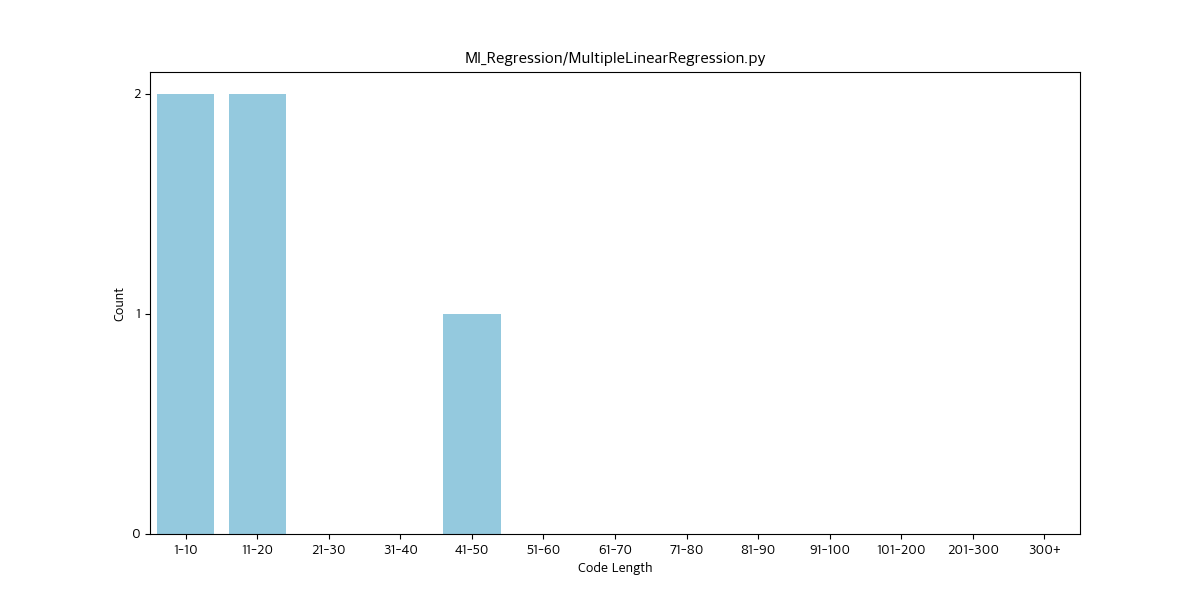 Ml_Regression/MultipleLinearRegression.py
2
1
0
Count
1-10 11-20 21-30 31-40 41-50 51-60 61-70 71-80 81-90 91-100 101-200 201-300 300+
Code Length